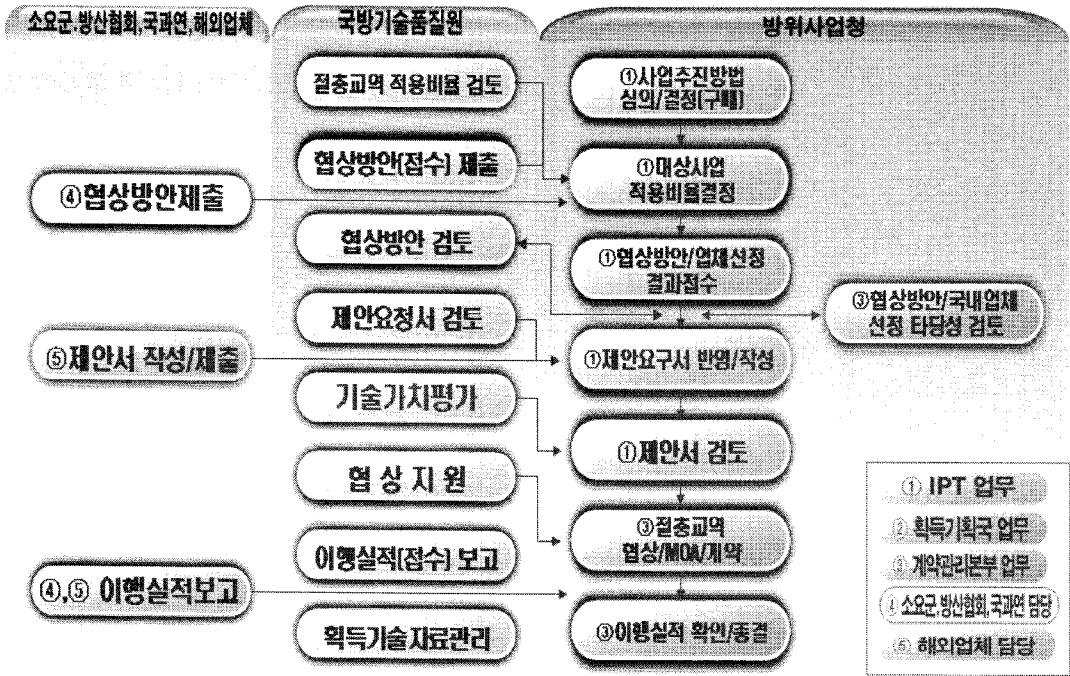 소요군.방산협회,국과연,해외업체
국방기술품질원
방위사업청
절충교역 적용비율 검토
①사업추진방법
심의/결정(구매)
협상방안(접수) 제출
①대상사업
적용비율결정
④협상방안제출
협상방안 검토
①협상방안/업체선정
결과접수
③협상방안/국내업체
선정 타당성 검토
제안요청서 검토
⑤제안서 작성/제출
①제안요구서 반영/작성
기술가치평가
①제안서 검토
협 상 지 원
③절충교역
협상/MOA/계약
이행실적(접수) 보고
④,⑤ 이행실적보고
③이행실적 확인/종결
획득기술자료관리
① IPT 업무
② 획득기획국 업무
③ 계약관리본부 업무
④ 소요군,방산협회,국과연 담당
⑤ 해외업체 담당